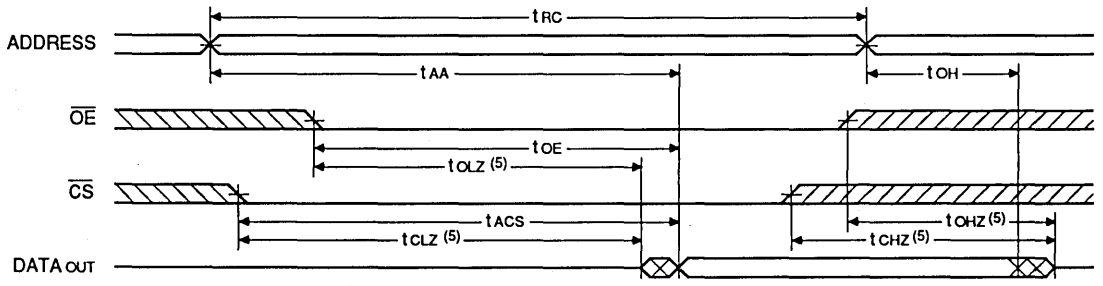 tRC
ADDRESS
tAA
tOH
OE
tOE
tOLZ (5)
CS
tACS
tOHZ (5)
tCLZ (5)
tCHZ (5)
DATA OUT